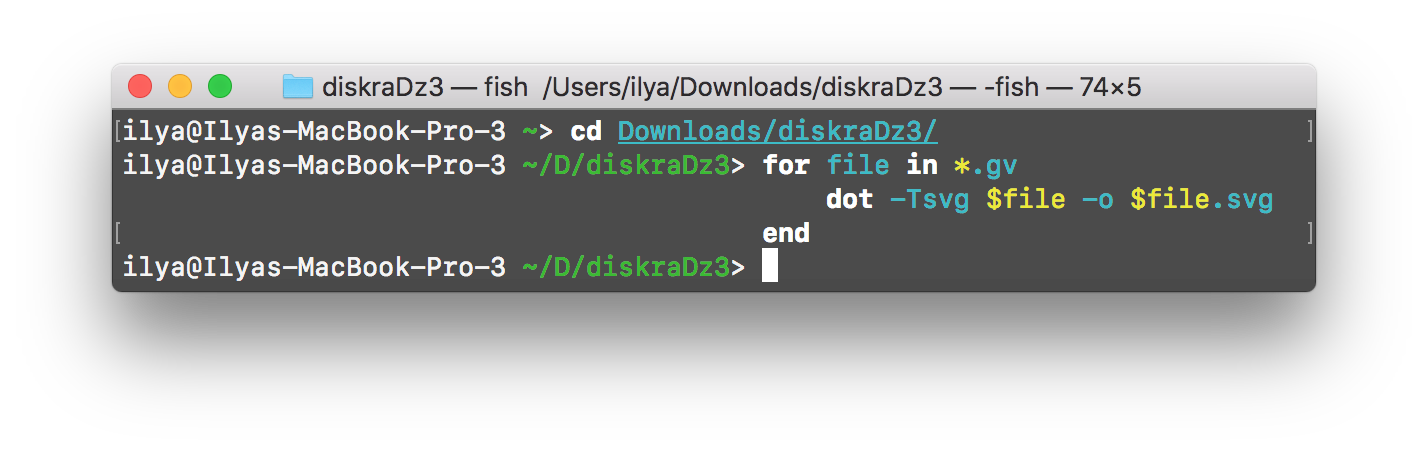 diskraDz3 — fish  /Users/ilya/Downloads/diskraDz3 — -fish — 74×5
[ilya@Ilyas-MacBook-Pro-3 ~> cd Downloads/diskraDz3/ ]
ilya@Ilyas-MacBook-Pro-3 ~/D/diskraDz3> for file in *.gv
dot -Tsvg $file -o $file.svg
[ end ]
ilya@Ilyas-MacBook-Pro-3 ~/D/diskraDz3>